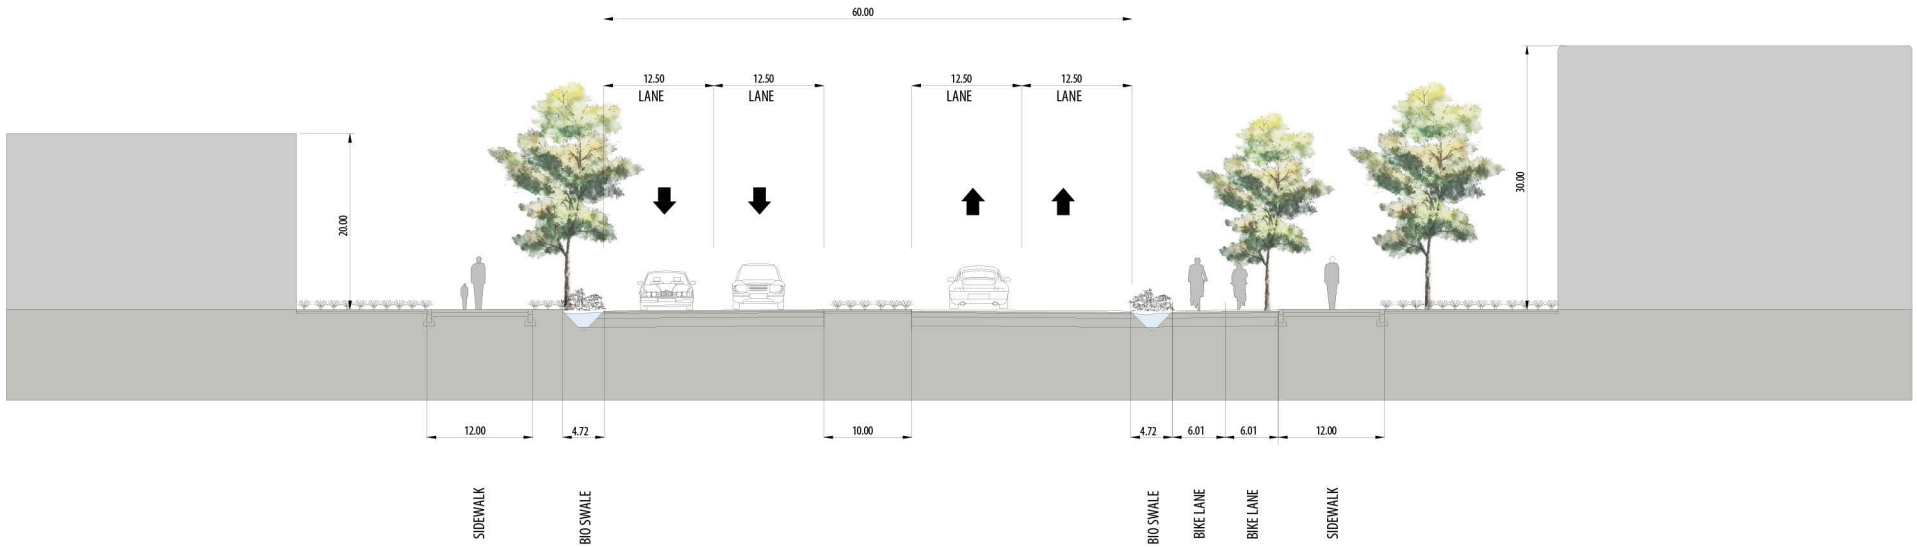 60.00
12.50
12.50
12.50
12.50
LANE
LANE
LANE
LANE
20.00
30.00
12.00
4.72
10.00
4.72
6.01
6.01
12.00
SIDEWALK
BIO SWALE
BIO SWALE
BIKE LANE
BIKE LANE
SIDEWALK